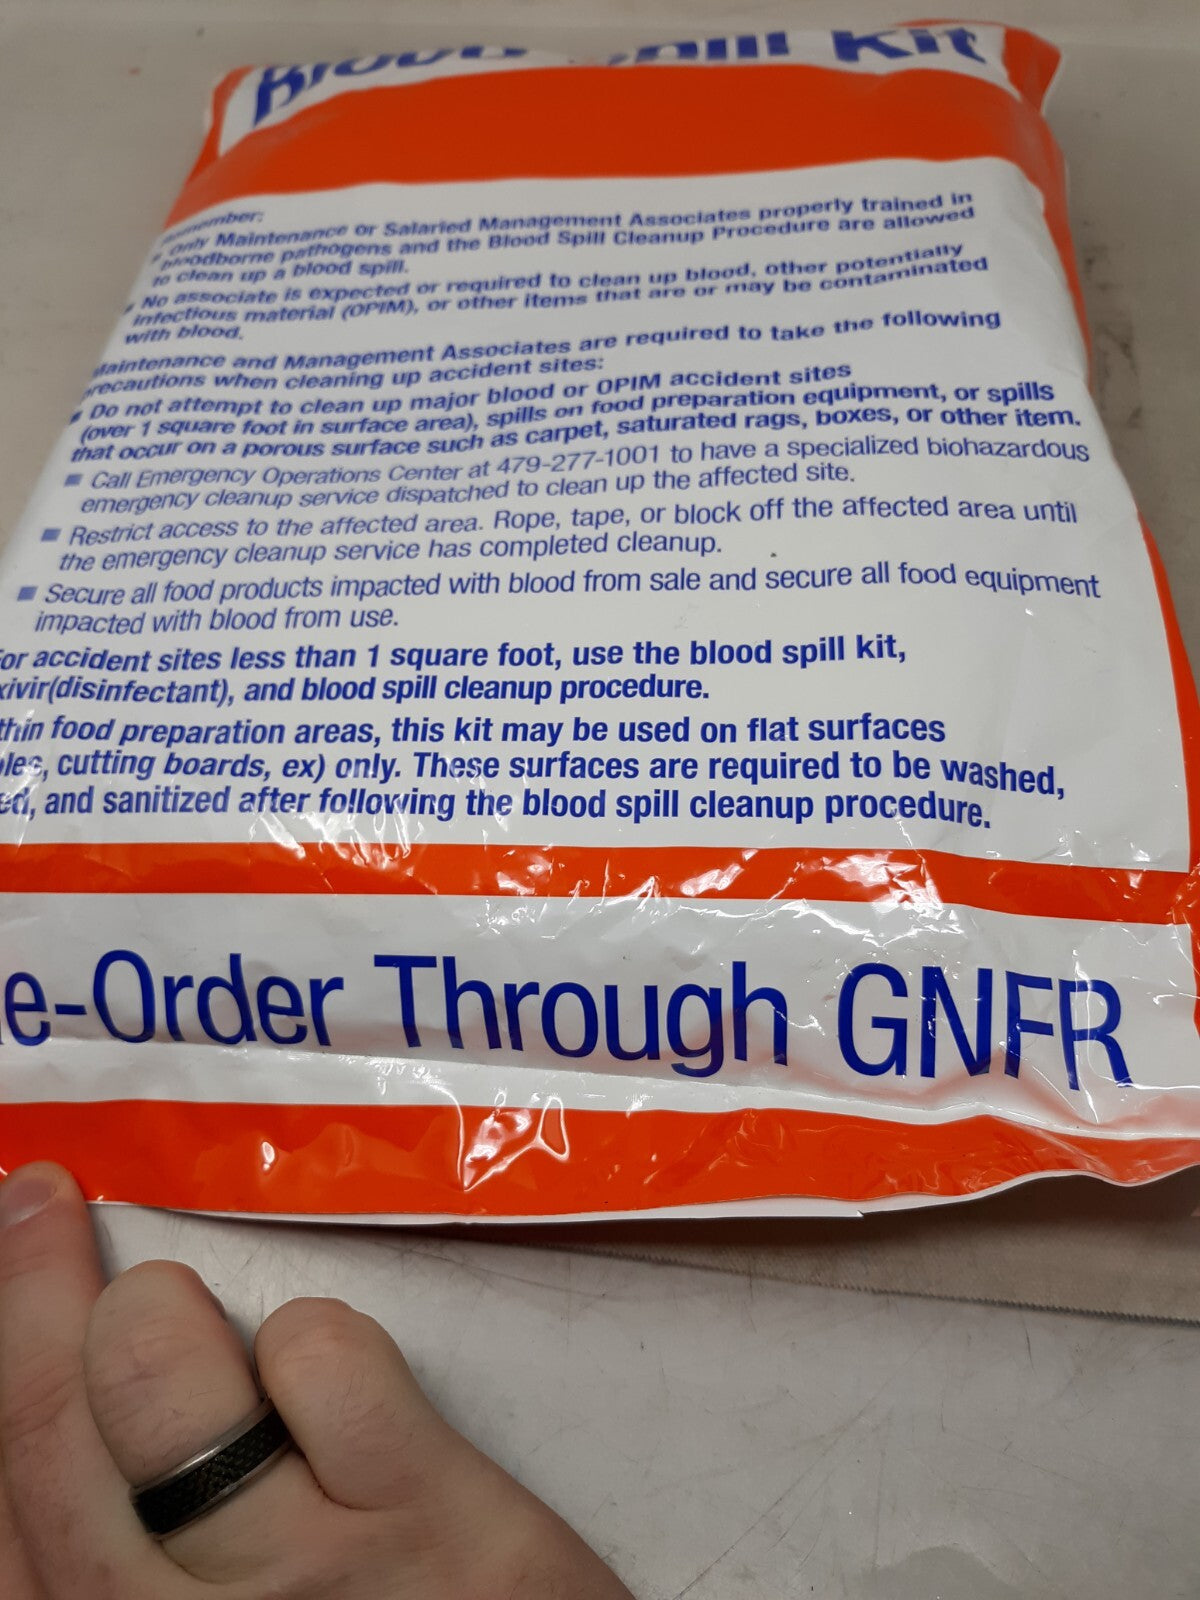 Blood Spill Kit
Remember:
• Only Maintenance or Salaried Management Associates properly trained in
bloodborne pathogens and the Blood Spill Cleanup Procedure are allowed
to clean up a blood spill.
• No associate is expected or required to clean up blood, other potentially
infectious material (OPIM), or other items that are or may be contaminated
with blood.
Maintenance and Management Associates are required to take the following
precautions when cleaning up accident sites:
• Do not attempt to clean up major blood or OPIM accident sites
(over 1 square foot in surface area), spills on food preparation equipment, or spills
that occur on a porous surface such as carpet, saturated rags, boxes, or other item.
■ Call Emergency Operations Center at 479-277-1001 to have a specialized biohazardous
emergency cleanup service dispatched to clean up the affected site.
■ Restrict access to the affected area. Rope, tape, or block off the affected area until
the emergency cleanup service has completed cleanup.
■ Secure all food products impacted with blood from sale and secure all food equipment
impacted with blood from use.
For accident sites less than 1 square foot, use the blood spill kit,
xivir(disinfectant), and blood spill cleanup procedure.
thin food preparation areas, this kit may be used on flat surfaces
les, cutting boards, ex) only. These surfaces are required to be washed,
ed, and sanitized after following the blood spill cleanup procedure.
e-Order Through GNFR